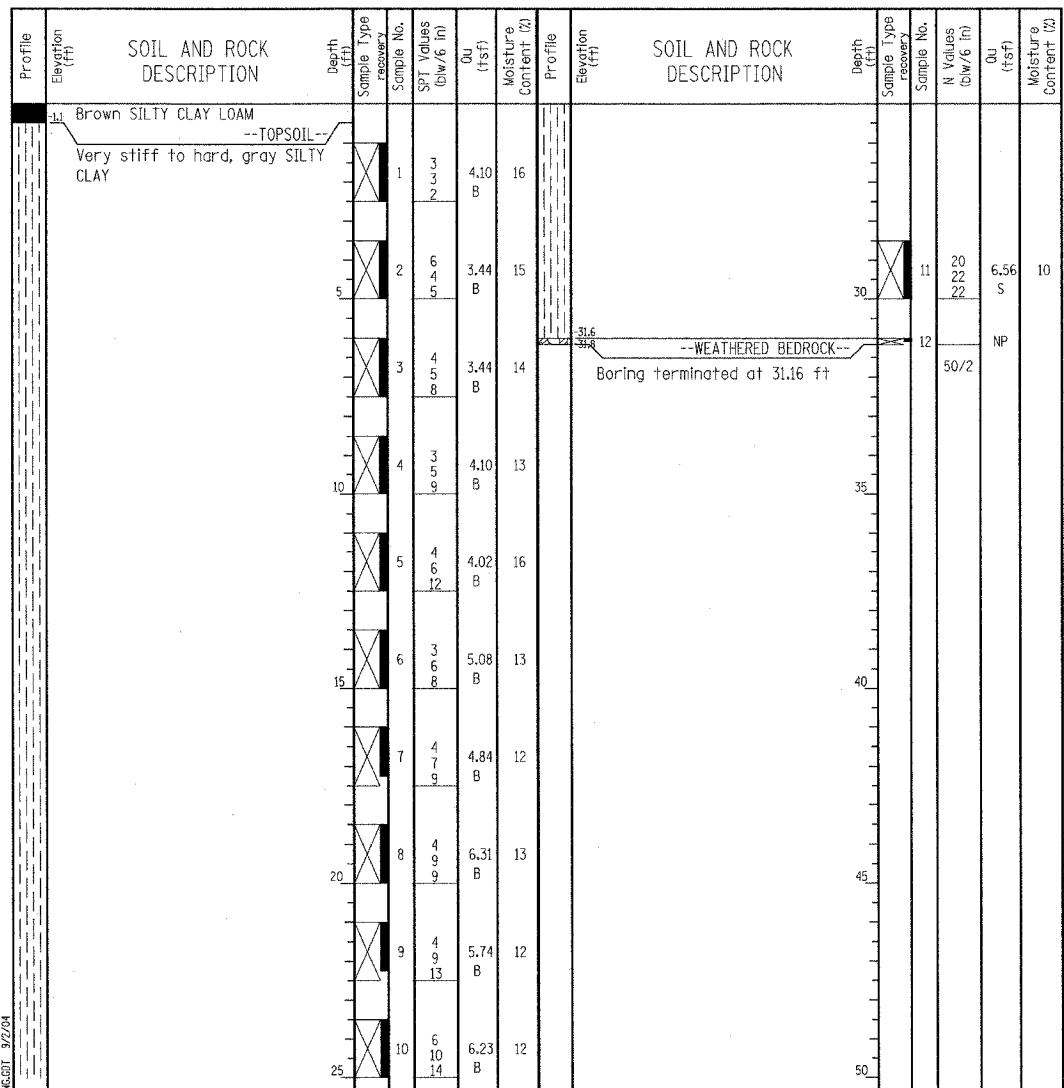 Profile
Elevation (ft)
SOIL AND ROCK
DESCRIPTION
Depth (ft)
Sample Type
recovery
Sample No.
SPT Values
(blw/6 in)
Qu
(tsf)
Moisture
Content (%)
Profile
Elevation
(ft)
SOIL AND ROCK
DESCRIPTION
Depth
(ft)
Sample Type
recovery
Sample No.
N Values
(blw/6 in)
Qu
(tsf)
Moisture
Content (%)
-1.1 Brown SILTY CLAY LOAM
--TOPSOIL--
Very stiff to hard, gray SILTY
CLAY
1 3 4.10 16
3 B
2
2 6 3.44 15
4 B
5 5
3 4 3.44 14
5 B
8
4 3 4.10 13
5 B
10 9
5 4 4.02 16
6 B
12
6 3 5.08 13
6 B
15 8
7 4 4.84 12
7 B
9
8 4 6.31 13
9 B
20 9
9 4 5.74 12
9 B
13
10 6 6.23 12
10 B
25 14
11 20 6.56 10
22 S
30 22
-31.6
-31.8
--WEATHERED BEDROCK--
12 NP
50/2
Boring terminated at 31.16 ft
35
40
45
50
NG.GDT 9/2/04